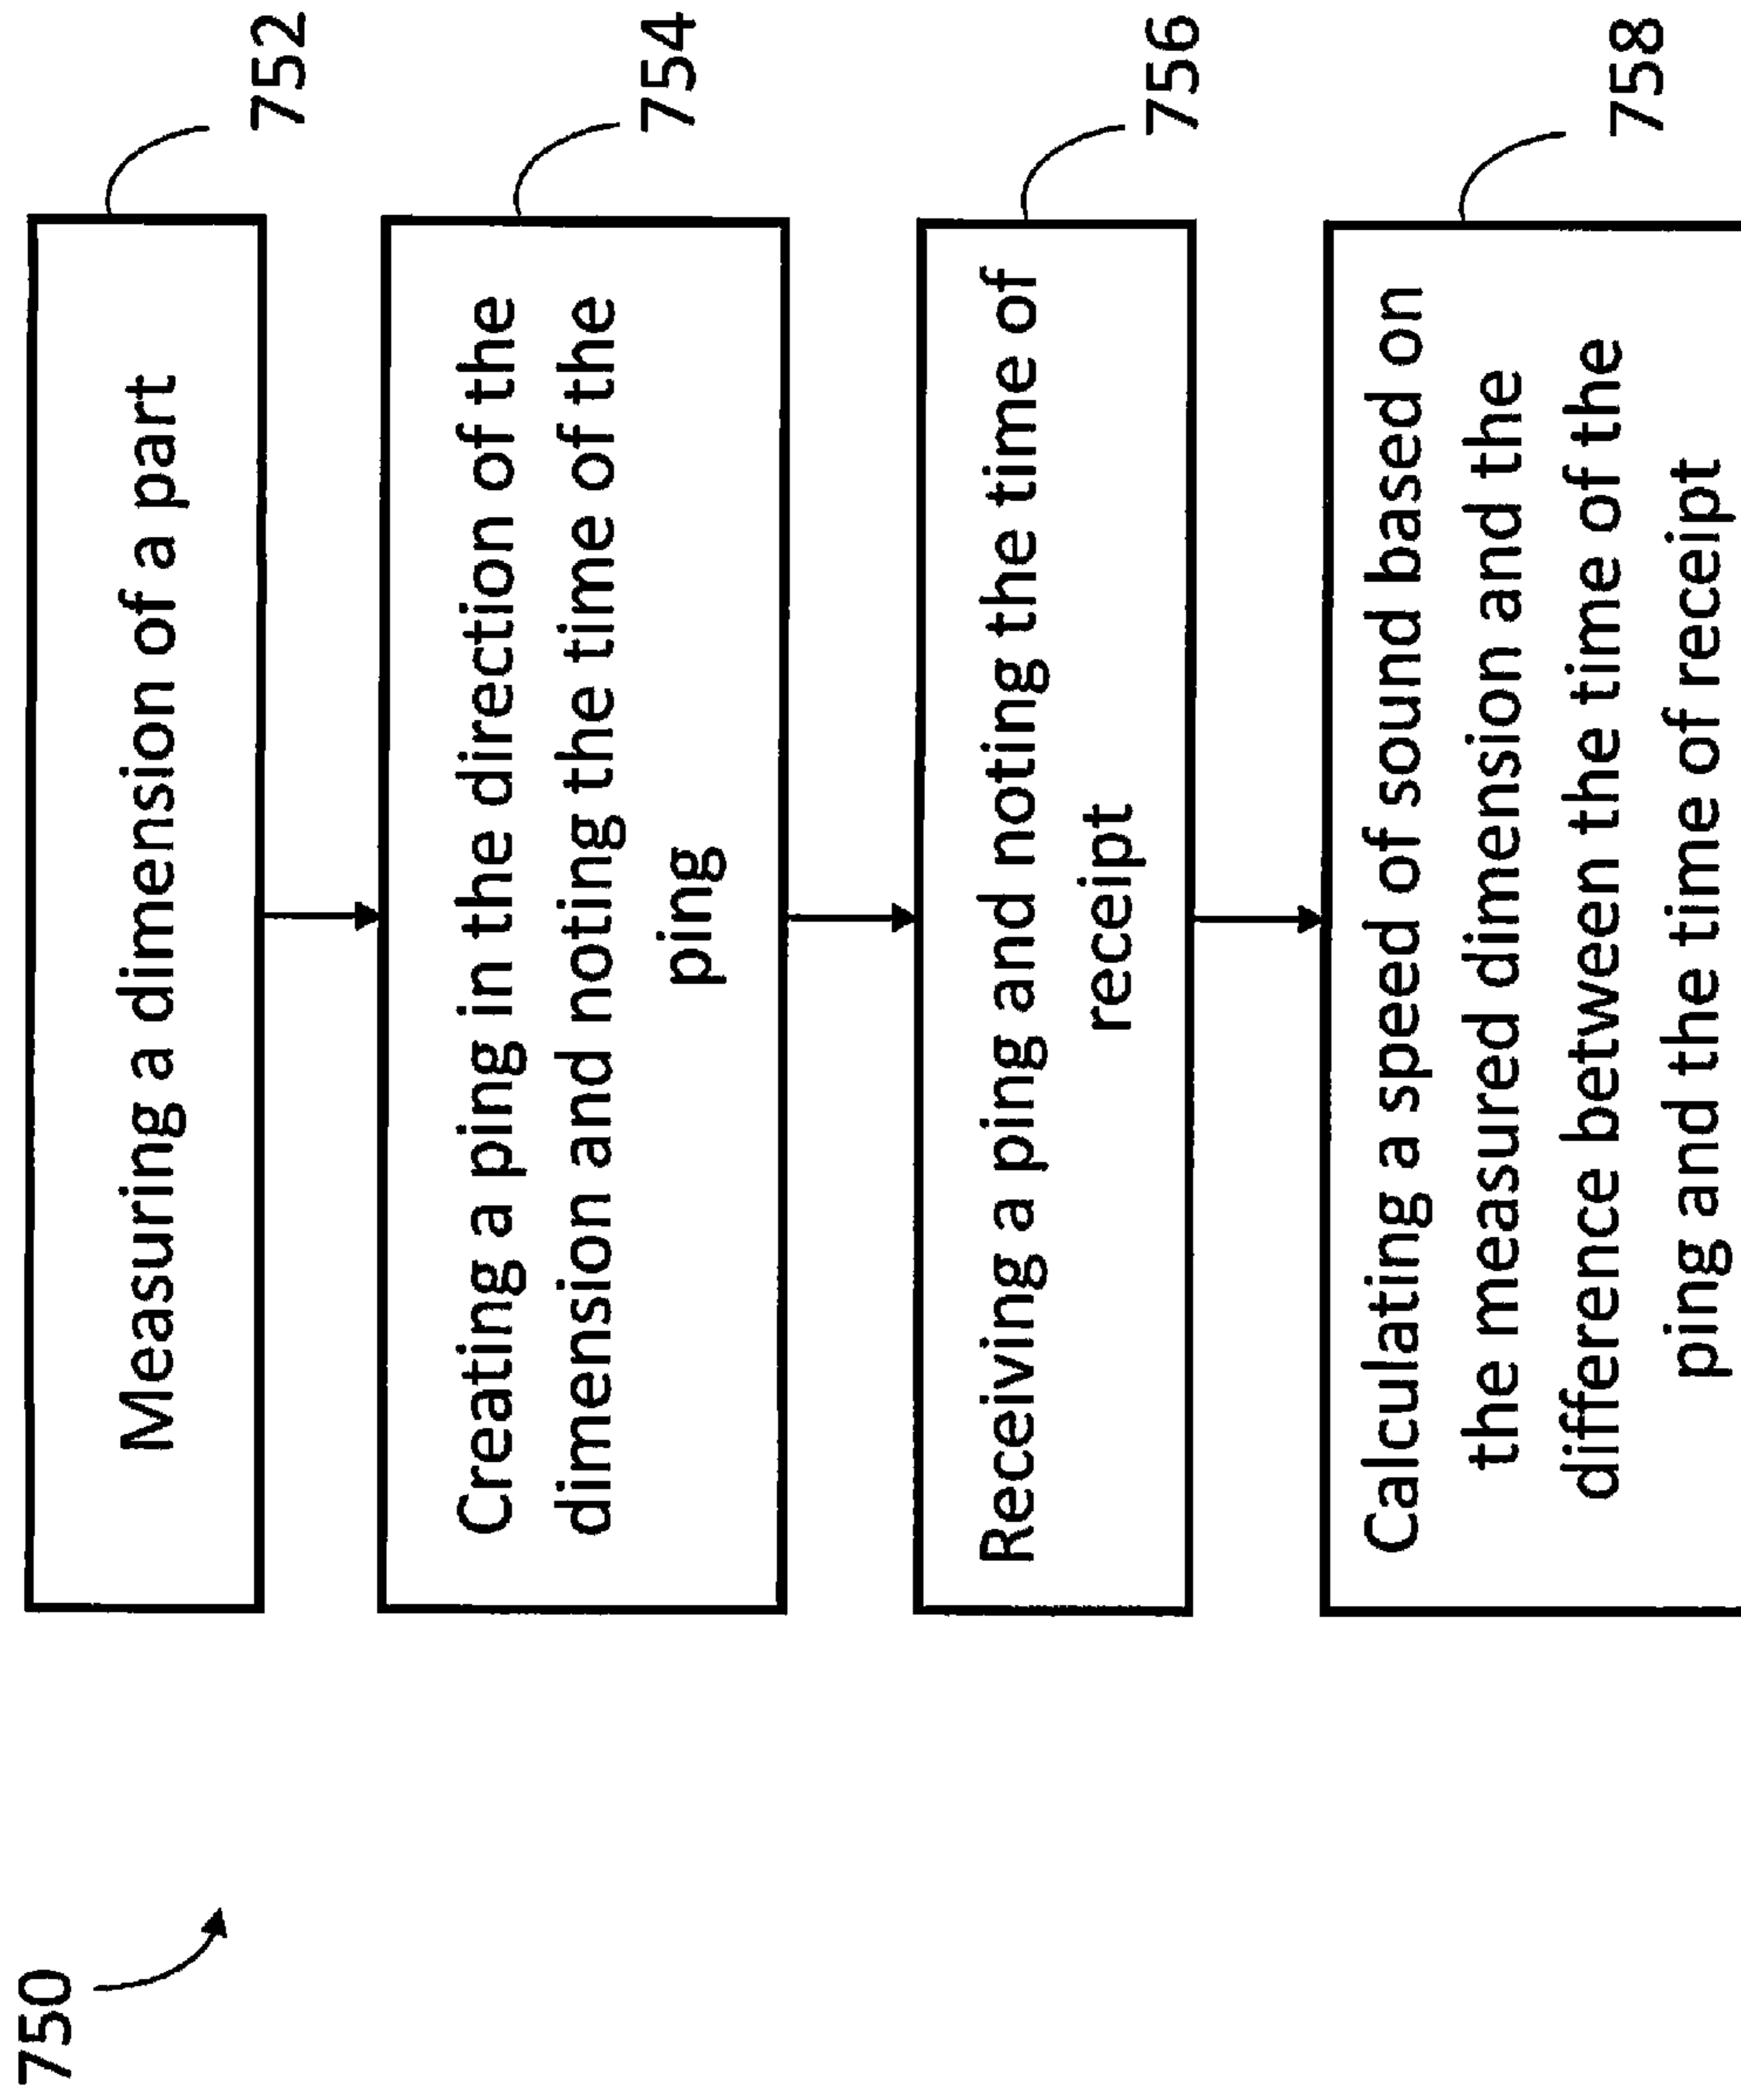 750
Measuring a dimension of a part
752
Creating a ping in the direction of the
dimension and noting the time of the
ping
754
Receiving a ping and noting the time of
receipt
756
Calculating a speed of sound based on
the measured dimension and the
difference between the time of the
ping and the time of receipt
758